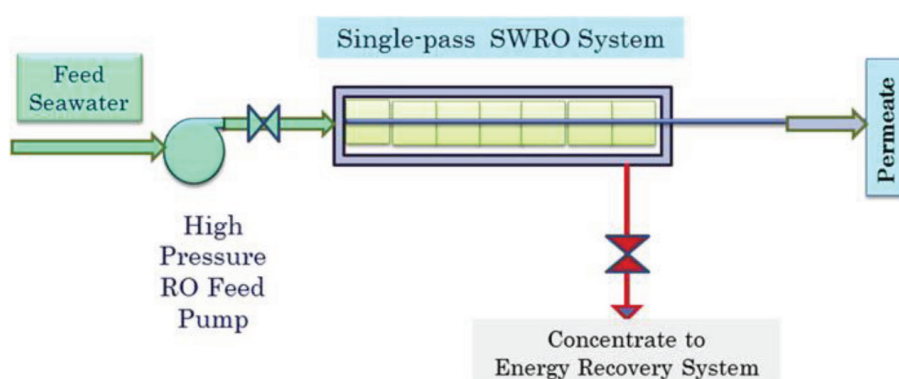 Single-pass SWRO System
Feed
Seawater
Permeate
High
Pressure
RO Feed
Pump
Concentrate to
Energy Recovery System